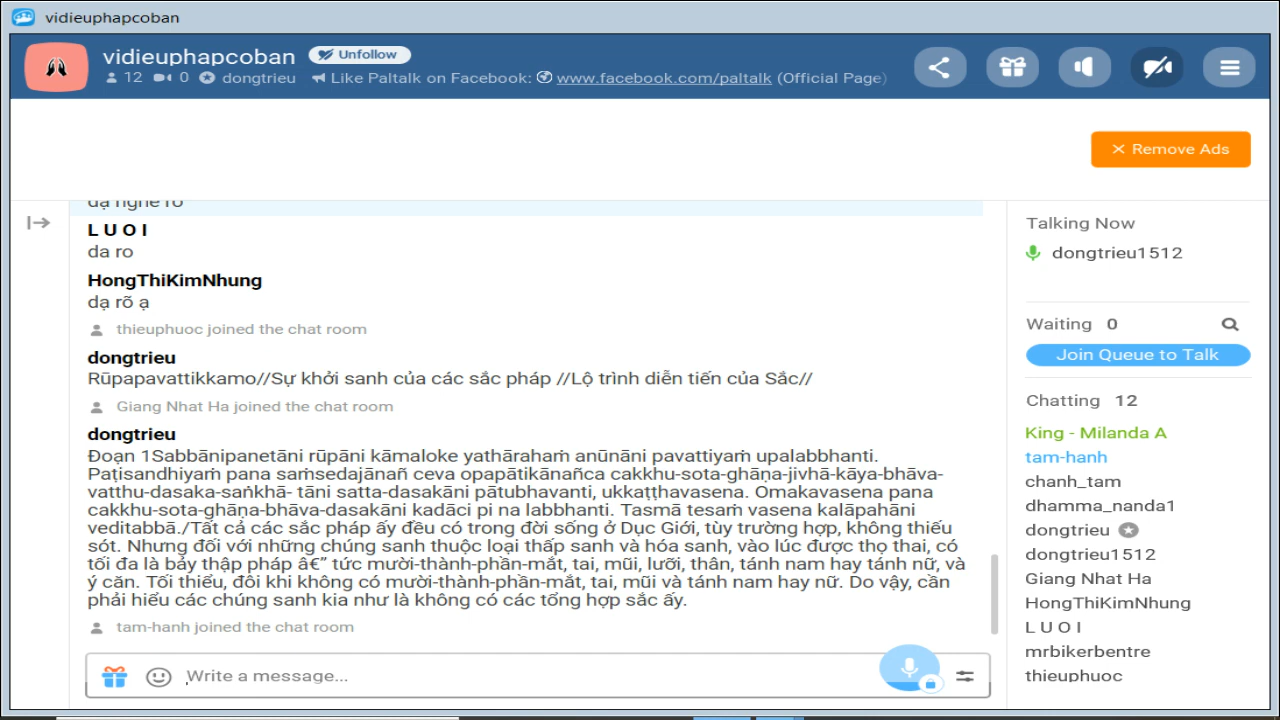 vidieuphapcoban
vidieuphapcoban Unfollow
12 0 dongtrieu Like Paltalk on Facebook: www.facebook.com/paltalk (Official Page)
Remove Ads
dạ nghe rõ
L U O I
da ro
HongThiKimNhung
dạ rõ ạ
thieuphuoc joined the chat room
dongtrieu
Rūpapavattikkamo//Sự khởi sanh của các sắc pháp //Lộ trình diễn tiến của Sắc//
Giang Nhat Ha joined the chat room
dongtrieu
Đoạn 1Sabbānipanetāni rūpāni kāmaloke yathārahaṁ anūnāni pavattiyaṁ upalabbhanti.
Paṭisandhiyaṁ pana saṁsedajānañ ceva opapātikānañca cakkhu-sota-ghāṇa-jivhā-kāya-bhāva-
vatthu-dasaka-saṅkhā- tāni satta-dasakāni pātubhavanti, ukkaṭṭhavasena. Omakavasena pana
cakkhu-sota-ghāṇa-bhāva-dasakāni kadāci pi na labbhanti. Tasmā tesaṁ vasena kalāpahāni
veditabbā./Tất cả các sắc pháp ấy đều có trong đời sống ở Dục Giới, tùy trường hợp, không thiếu
sót. Nhưng đối với những chúng sanh thuộc loại thấp sanh và hóa sanh, vào lúc được thọ thai, có
tối đa là bảy thập pháp â€” tức mười-thành-phần-mắt, tai, mũi, lưỡi, thân, tánh nam hay tánh nữ, và
ý căn. Tối thiểu, đôi khi không có mười-thành-phần-mắt, tai, mũi và tánh nam hay nữ. Do vậy, cần
phải hiểu các chúng sanh kia như là không có các tổng hợp sắc ấy.
tam-hanh joined the chat room
Write a message...
Talking Now
dongtrieu1512
Waiting 0
Join Queue to Talk
Chatting 12
King - Milanda A
tam-hanh
chanh_tam
dhamma_nanda1
dongtrieu
dongtrieu1512
Giang Nhat Ha
HongThiKimNhung
L U O I
mrbikerbentre
thieuphuoc